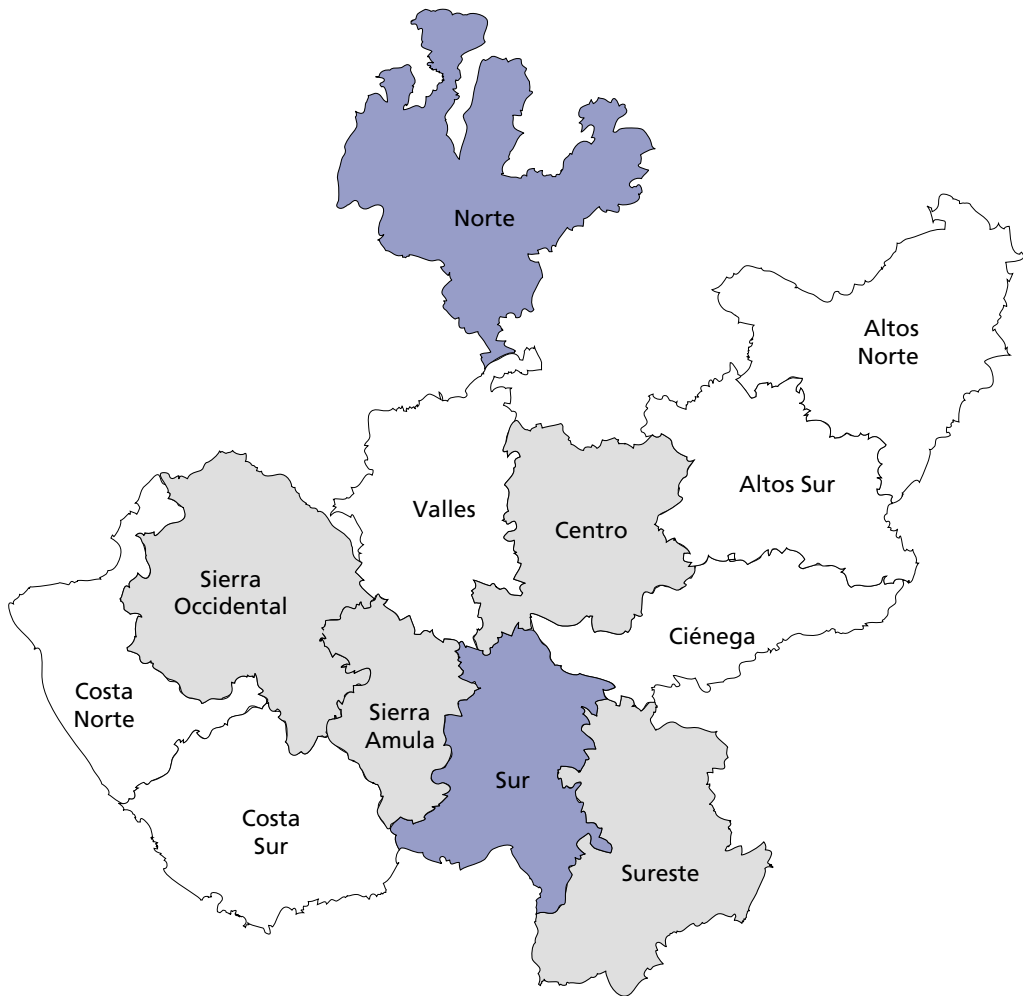 Norte
Altos
Norte
Altos Sur
Valles
Centro
Sierra
Occidental
Ciénega
Costa
Norte
Sierra
Amula
Sur
Costa
Sur
Sureste